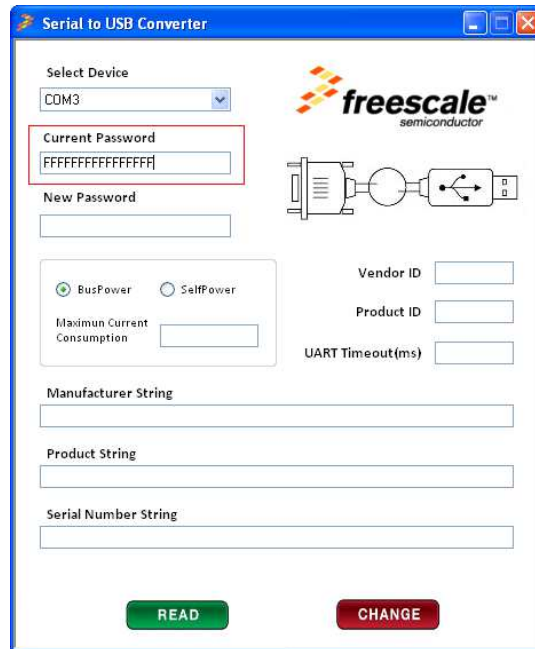 Serial to USB Converter
Select Device
COM3
freescale™
semiconductor
Current Password
FFFFFFFFFFFFFFFF
New Password
BusPower
SelfPower
Maximun Current
Consumption
Vendor ID
Product ID
UART Timeout(ms)
Manufacturer String
Product String
Serial Number String
READ
CHANGE